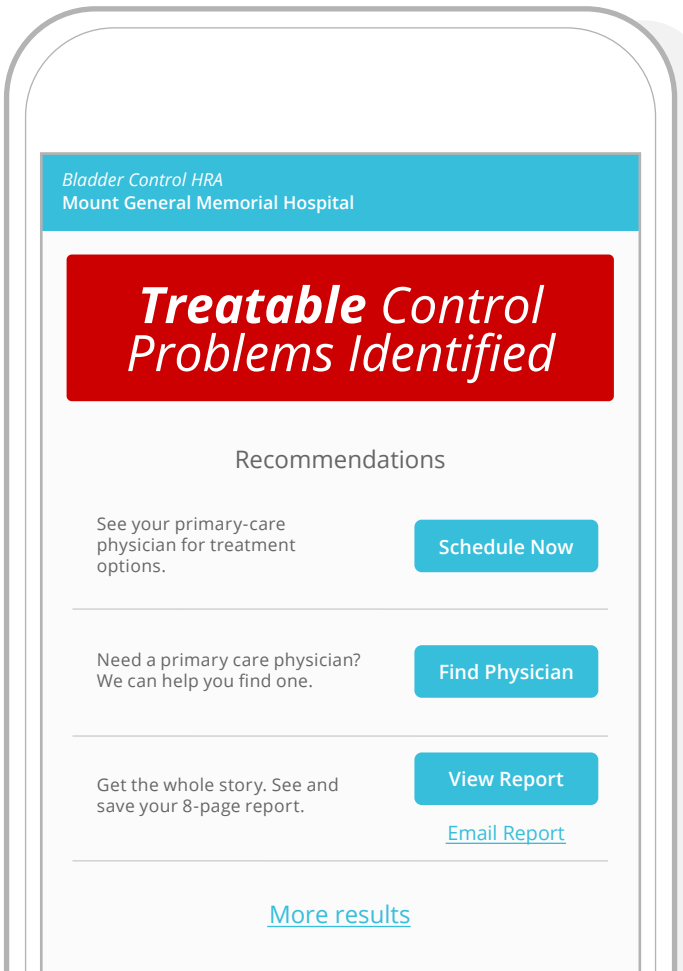 Bladder Control HRA
Mount General Memorial Hospital
Treatable Control
Problems Identified
Recommendations
See your primary-care
physician for treatment
options.
Schedule Now
Need a primary care physician?
We can help you find one.
Find Physician
Get the whole story. See and
save your 8-page report.
View Report
Email Report
More results